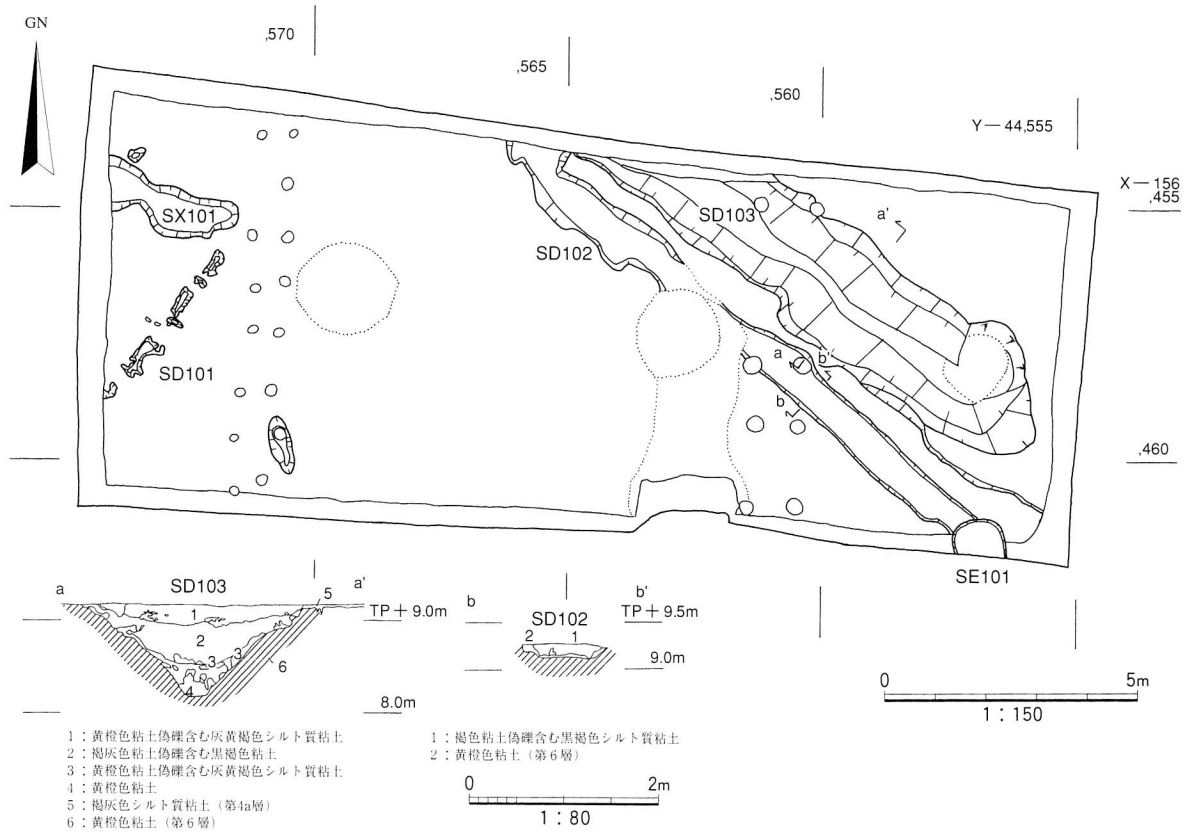 GN
,570
,565
,560
Y－44,555
X－156
,455
SX101
SD103
a'
SD102
SD101
a
b'
b
,460
SE101
a
SD103
a'
5
1
TP＋9.0m
2
3
3
6
4
8.0m
b
b'
SD102
TP＋9.5m
2
1
9.0m
0
5m
1：150
1：黄橙色粘土偽礫含む灰黄褐色シルト質粘土
2：褐灰色粘土偽礫含む黒褐色粘土
3：黄橙色粘土偽礫含む灰黄褐色シルト質粘土
4：黄橙色粘土
5：褐灰色シルト質粘土（第4a層）
6：黄橙色粘土（第６層）
1：褐色粘土偽礫含む黒褐色シルト質粘土
2：黄橙色粘土（第６層）
0
2m
1：80